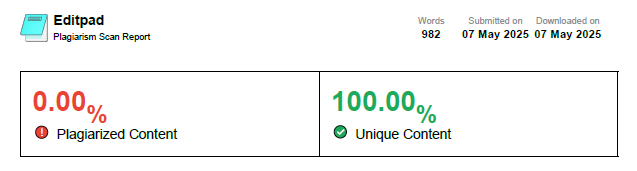 Editpad
Plagiarism Scan Report
Words Submitted on Downloaded on
982 07 May 2025 07 May 2025
0.00%
Plagiarized Content
100.00%
Unique Content